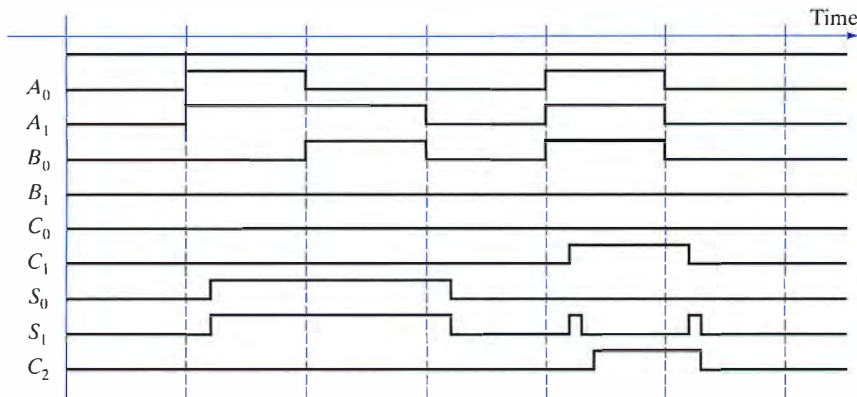 Time
A₀
A₁
B₀
B₁
C₀
C₁
S₀
S₁
C₂